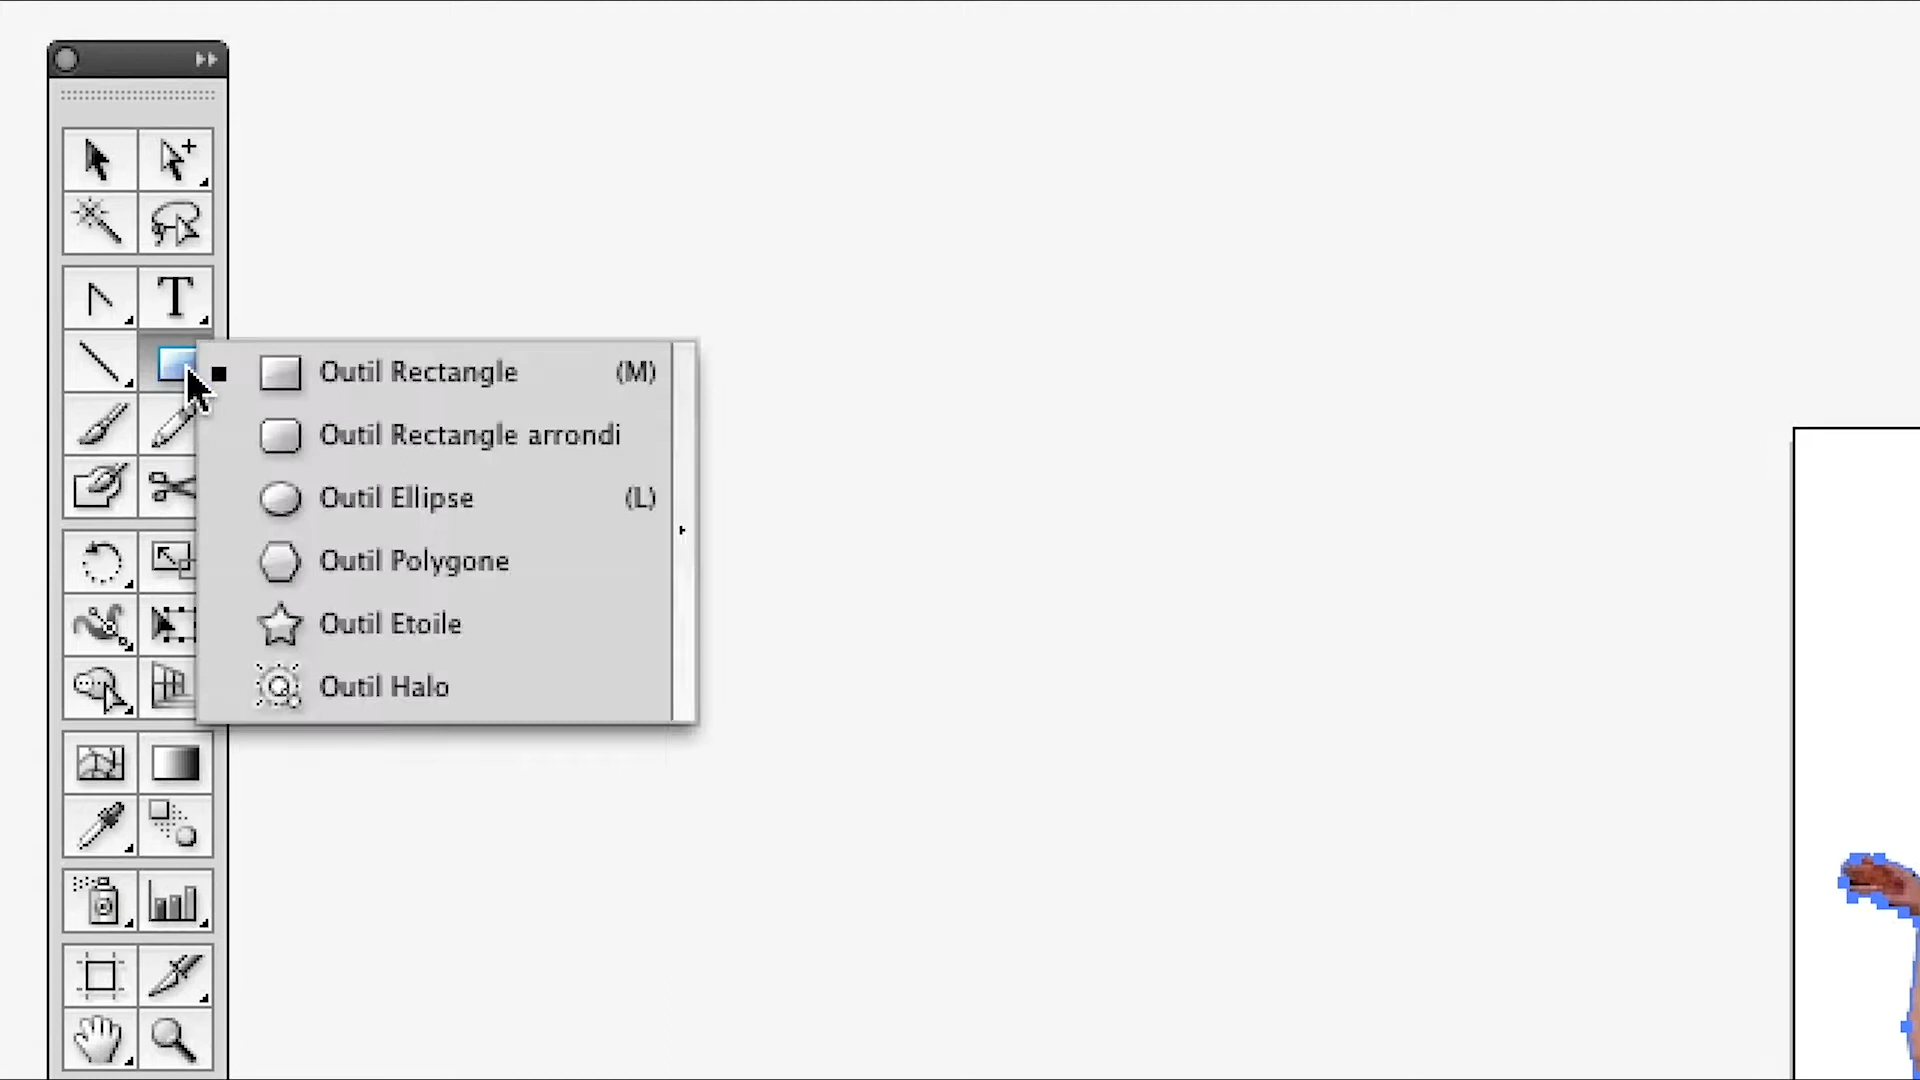 T
Outil Rectangle (M)
Outil Rectangle arrondi
Outil Ellipse (L)
Outil Polygone
Outil Etoile
Outil Halo